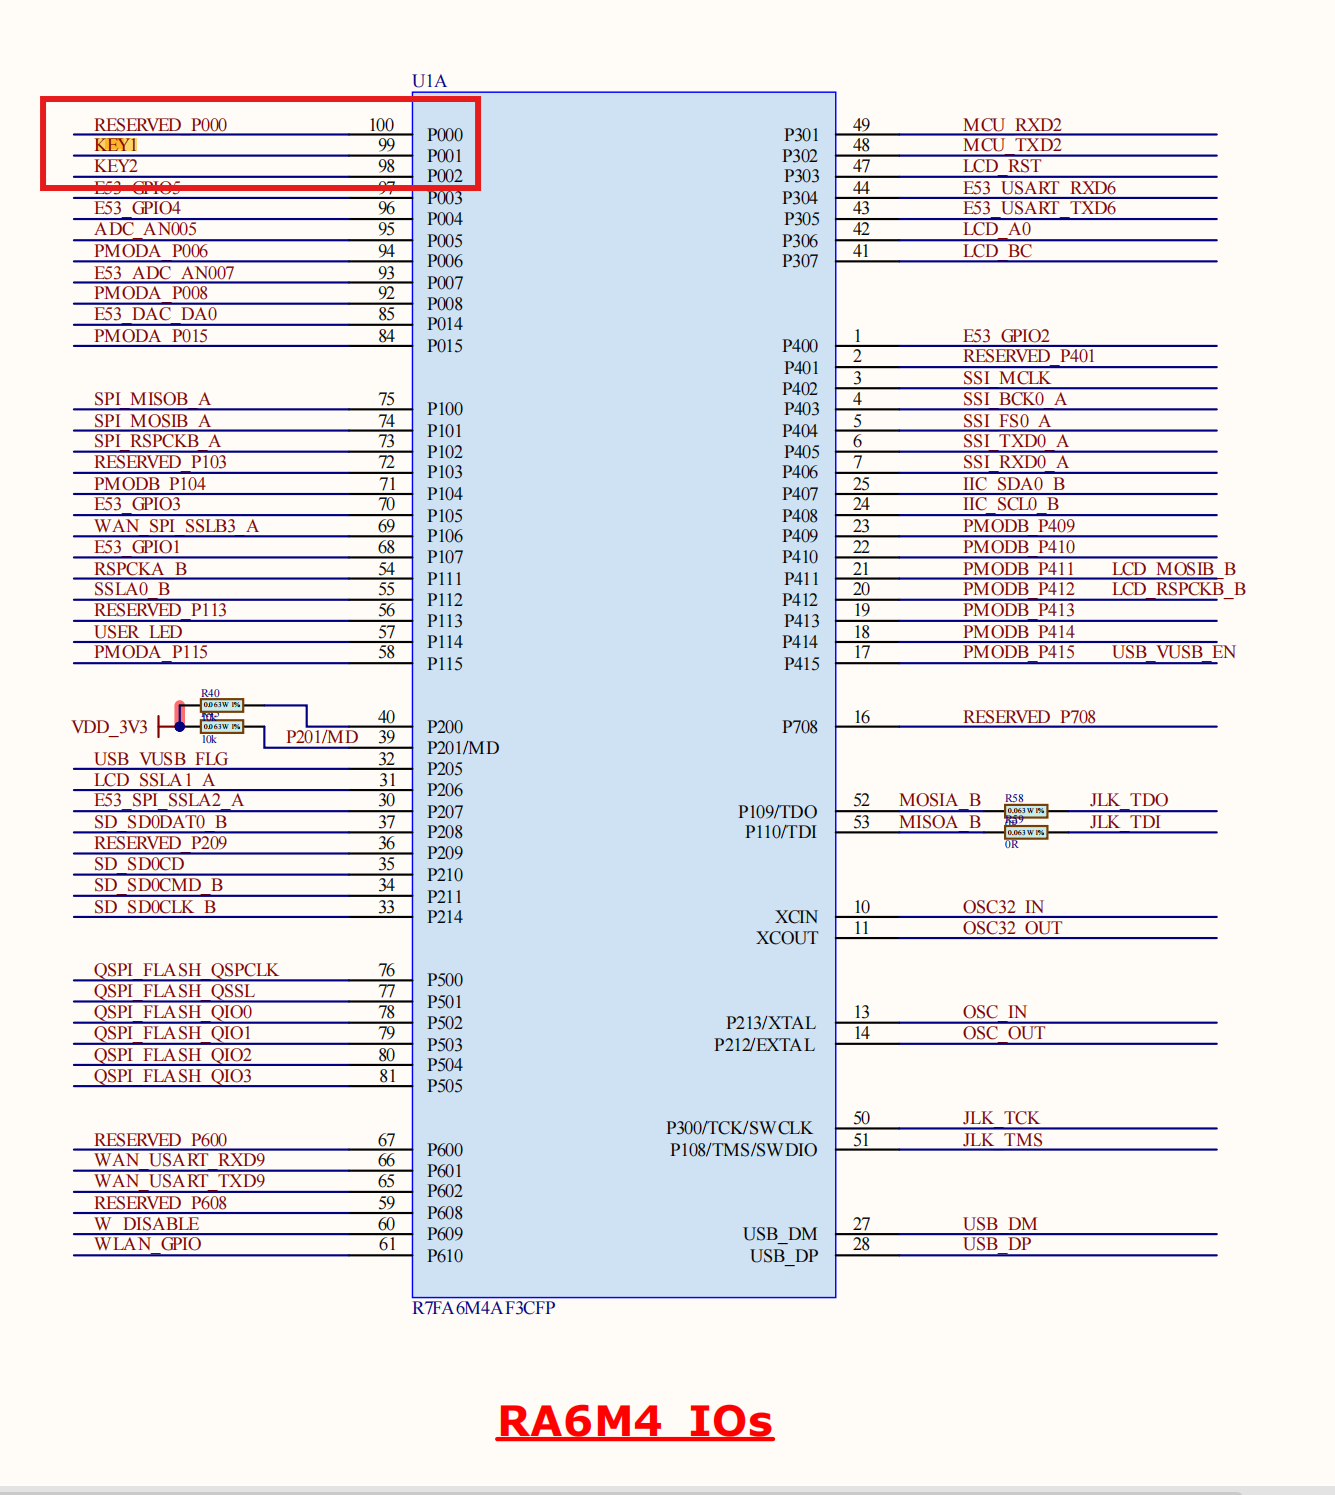 U1A
RESERVED_P000 100 P000
KEY1 99 P001
KEY2 98 P002
E53_GPIO5 97 P003
E53_GPIO4 96 P004
ADC_AN005 95 P005
PMODA_P006 94 P006
E53_ADC_AN007 93 P007
PMODA_P008 92 P008
E53_DAC_DA0 85 P014
PMODA_P015 84 P015
SPI_MISOB_A 75 P100
SPI_MOSIB_A 74 P101
SPI_RSPCKB_A 73 P102
RESERVED_P103 72 P103
PMODB_P104 71 P104
E53_GPIO3 70 P105
WAN_SPI_SSLB3_A 69 P106
E53_GPIO1 68 P107
RSPCKA_B 54 P111
SSLA0_B 55 P112
RESERVED_P113 56 P113
USER_LED 57 P114
PMODA_P115 58 P115
R40
0.063W 1%
VDD_3V3
0.063W 1%
10k
40 P200
P201/MD 39 P201/MD
USB_VUSB_FLG 32 P205
LCD_SSLA1_A 31 P206
E53_SPI_SSLA2_A 30 P207
SD_SD0DAT0_B 37 P208
RESERVED_P209 36 P209
SD_SD0CD 35 P210
SD_SD0CMD_B 34 P211
SD_SD0CLK_B 33 P214
QSPI_FLASH_QSPCLK 76 P500
QSPI_FLASH_QSSL 77 P501
QSPI_FLASH_QIO0 78 P502
QSPI_FLASH_QIO1 79 P503
QSPI_FLASH_QIO2 80 P504
QSPI_FLASH_QIO3 81 P505
RESERVED_P600 67 P600
WAN_USART_RXD9 66 P601
WAN_USART_TXD9 65 P602
RESERVED_P608 59 P608
W_DISABLE 60 P609
WLAN_GPIO 61 P610
P301 49 MCU_RXD2
P302 48 MCU_TXD2
P303 47 LCD_RST
P304 44 E53_USART_RXD6
P305 43 E53_USART_TXD6
P306 42 LCD_A0
P307 41 LCD_BC
P400 1 E53_GPIO2
P401 2 RESERVED_P401
P402 3 SSI_MCLK
P403 4 SSI_BCK0_A
P404 5 SSI_FS0_A
P405 6 SSI_TXD0_A
P406 7 SSI_RXD0_A
P407 25 IIC_SDA0_B
P408 24 IIC_SCL0_B
P409 23 PMODB_P409
P410 22 PMODB_P410
P411 21 PMODB_P411 LCD_MOSIB_B
P412 20 PMODB_P412 LCD_RSPCKB_B
P413 19 PMODB_P413
P414 18 PMODB_P414
P415 17 PMODB_P415 USB_VUSB_EN
P708 16 RESERVED_P708
R58
P109/TDO 52 MOSIA_B 0.063W 1% JLK_TDO
P110/TDI 53 MISOA_B 0.063W 1% JLK_TDI
0R
XCIN 10 OSC32_IN
XCOUT 11 OSC32_OUT
P213/XTAL 13 OSC_IN
P212/EXTAL 14 OSC_OUT
P300/TCK/SWCLK 50 JLK_TCK
P108/TMS/SWDIO 51 JLK_TMS
USB_DM 27 USB_DM
USB_DP 28 USB_DP
R7FA6M4AF3CFP
RA6M4_IOs